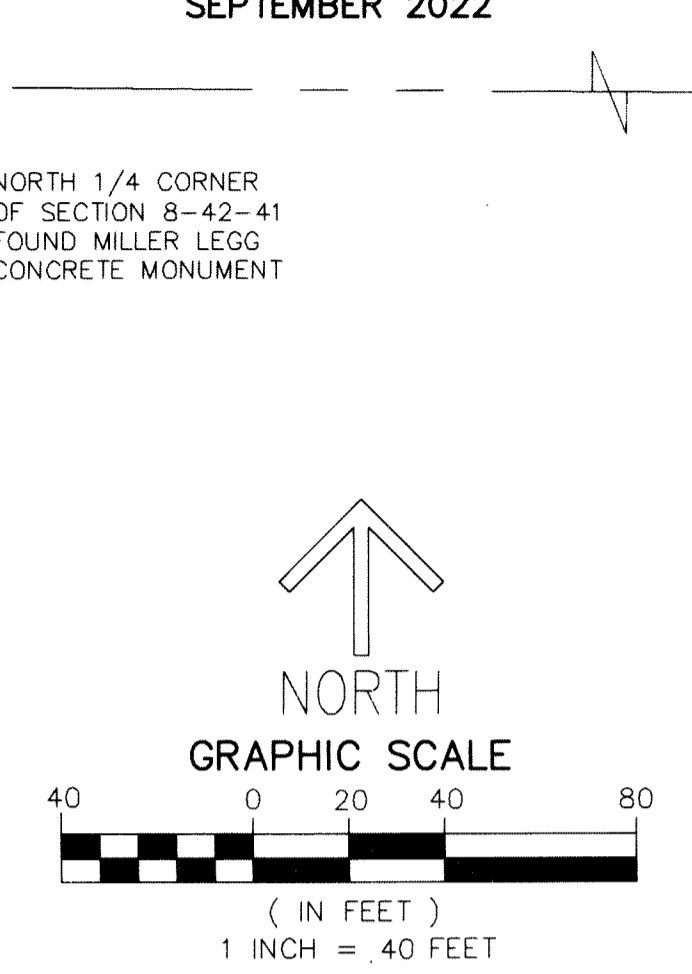 SEPTEMBER 2022
NORTH 1/4 CORNER
OF SECTION 8-42-41
FOUND MILLER LEGG
CONCRETE MONUMENT
NORTH
GRAPHIC SCALE
40 0 20 40 80
( IN FEET )
1 INCH = 40 FEET